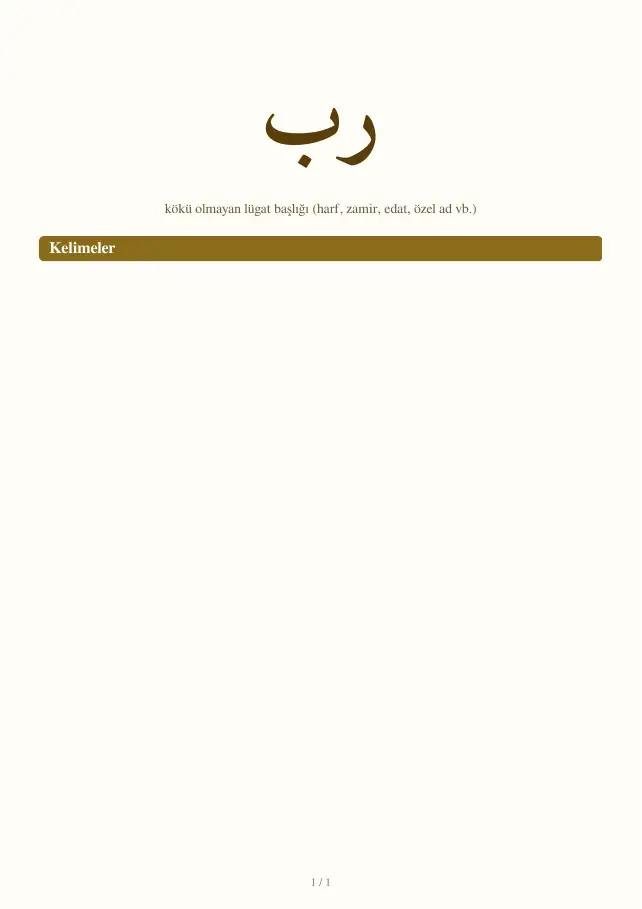 رب
kökü olmayan lügat başlığı (harf, zamir, edat, özel ad vb.)
Kelimeler
1 / 1